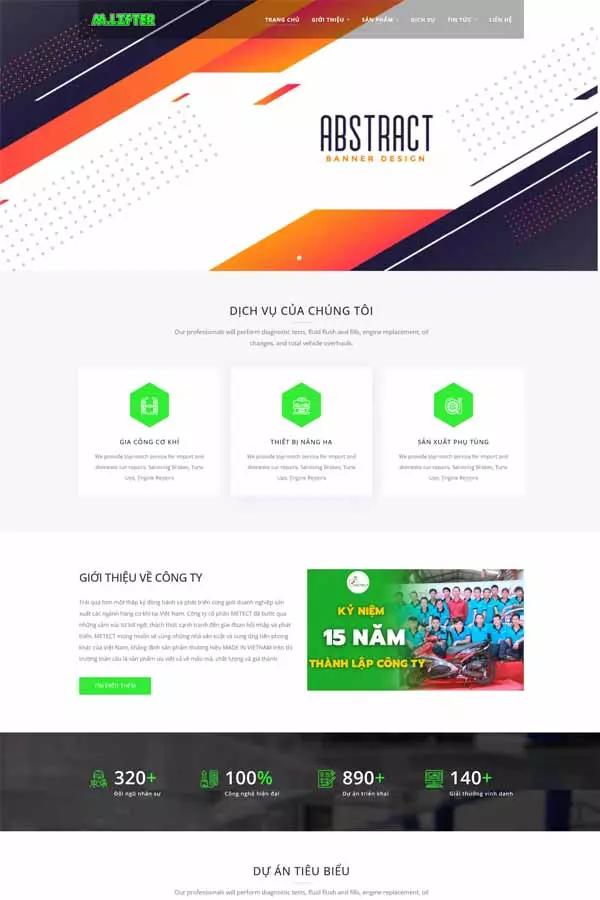 M.LIFTER
TRANG CHỦ GIỚI THIỆU SẢN PHẨM DỊCH VỤ TIN TỨC LIÊN HỆ
ABSTRACT
BANNER DESIGN
DỊCH VỤ CỦA CHÚNG TÔI
Our professionals will perform diagnostic tests, fluid flush and fills, engine replacement, oil
changes, and total vehicle overhauls.
GIA CÔNG CƠ KHÍ
We provide top-notch service for import and
domestic car repairs. Servicing Brakes, Tune
Ups, Engine Repairs
THIẾT BỊ NÂNG HẠ
We provide top-notch service for import and
domestic car repairs. Servicing Brakes, Tune
Ups, Engine Repairs
SẢN XUẤT PHỤ TÙNG
We provide top-notch service for import and
domestic car repairs. Servicing Brakes, Tune
Ups, Engine Repairs
GIỚI THIỆU VỀ CÔNG TY
Trải qua hơn một thập kỷ đồng hành và phát triển cùng giới doanh nghiệp sản
xuất các ngành hàng cơ khí tại Việt Nam. Công ty cổ phần METECT đã bước qua
những cảm xúc từ bỡ ngỡ, thách thức cạnh tranh đến giai đoạn hội nhập và phát
triển. METECT mong muốn sẽ cùng những nhà sản xuất và cung ứng tiên phong
khác của Việt Nam, khẳng định sản phẩm thương hiệu MADE IN VIETNAM trên thị
trường toàn cầu là sản phẩm ưu việt cả về mẫu mã, chất lượng và giá thành
TÌM HIỂU THÊM
KỶ NIỆM
15 NĂM
THÀNH LẬP CÔNG TY
320+ 100% 890+ 140+
Đội ngũ nhân sự Công nghệ hiện đại Dự án triển khai Giải thưởng vinh danh
DỰ ÁN TIÊU BIỂU
Our professionals will perform diagnostic tests, fluid flush and fills, engine replacement, oil